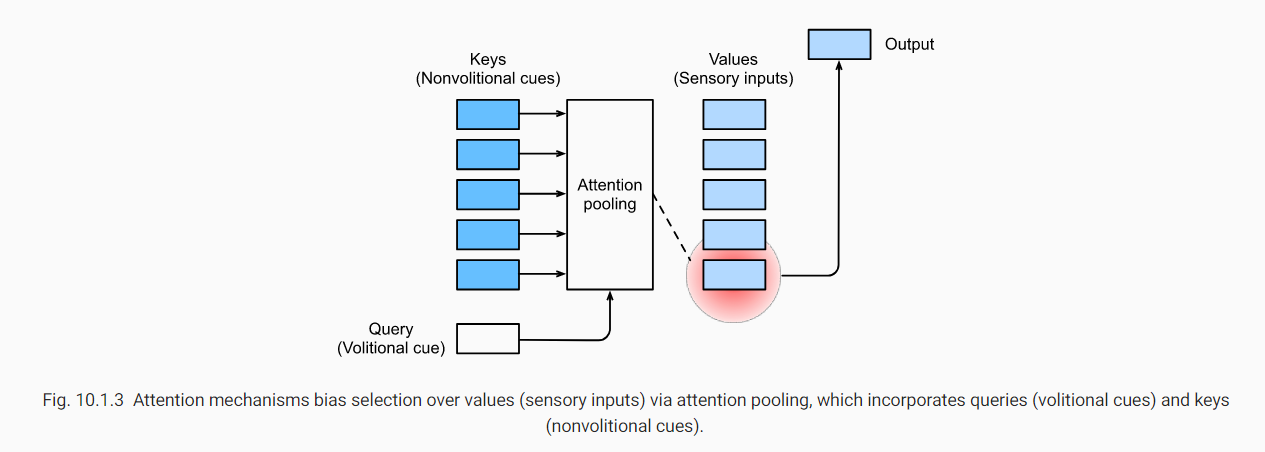 Output
Keys
(Nonvolitional cues)
Values
(Sensory inputs)
Attention
pooling
Query
(Volitional cue)
Fig. 10.1.3 Attention mechanisms bias selection over values (sensory inputs) via attention pooling, which incorporates queries (volitional cues) and keys
(nonvolitional cues).